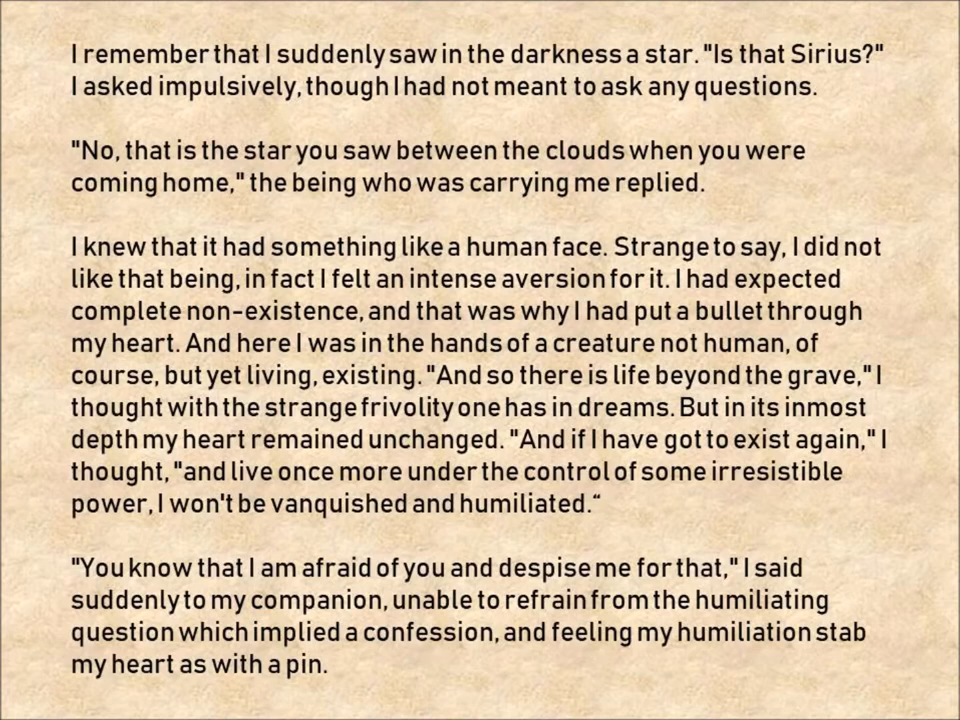 I remember that I suddenly saw in the darkness a star. "Is that Sirius?"
I asked impulsively, though I had not meant to ask any questions.
"No, that is the star you saw between the clouds when you were
coming home," the being who was carrying me replied.
I knew that it had something like a human face. Strange to say, I did not
like that being, in fact I felt an intense aversion for it. I had expected
complete non-existence, and that was why I had put a bullet through
my heart. And here I was in the hands of a creature not human, of
course, but yet living, existing. "And so there is life beyond the grave," I
thought with the strange frivolity one has in dreams. But in its inmost
depth my heart remained unchanged. "And if I have got to exist again," I
thought, "and live once more under the control of some irresistible
power, I won't be vanquished and humiliated.“
"You know that I am afraid of you and despise me for that," I said
suddenly to my companion, unable to refrain from the humiliating
question which implied a confession, and feeling my humiliation stab
my heart as with a pin.